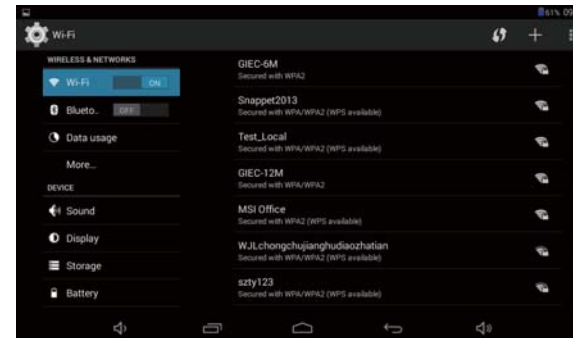 61% 09
Wi-Fi
WIRELESS & NETWORKS
Wi-Fi ON
Blueto.. OFF
Data usage
More...
DEVICE
Sound
Display
Storage
Battery
GIEC-6M
Secured with WPA2
Snappet2013
Secured with WPA/WPA2 (WPS available)
Test_Local
Secured with WPA/WPA2 (WPS available)
GIEC-12M
Secured with WPA/WPA2
MSI Office
Secured with WPA2 (WPS available)
WJLchongchujianghudiaozhatian
Secured with WPA/WPA2 (WPS available)
szty123
Secured with WPA/WPA2 (WPS available)